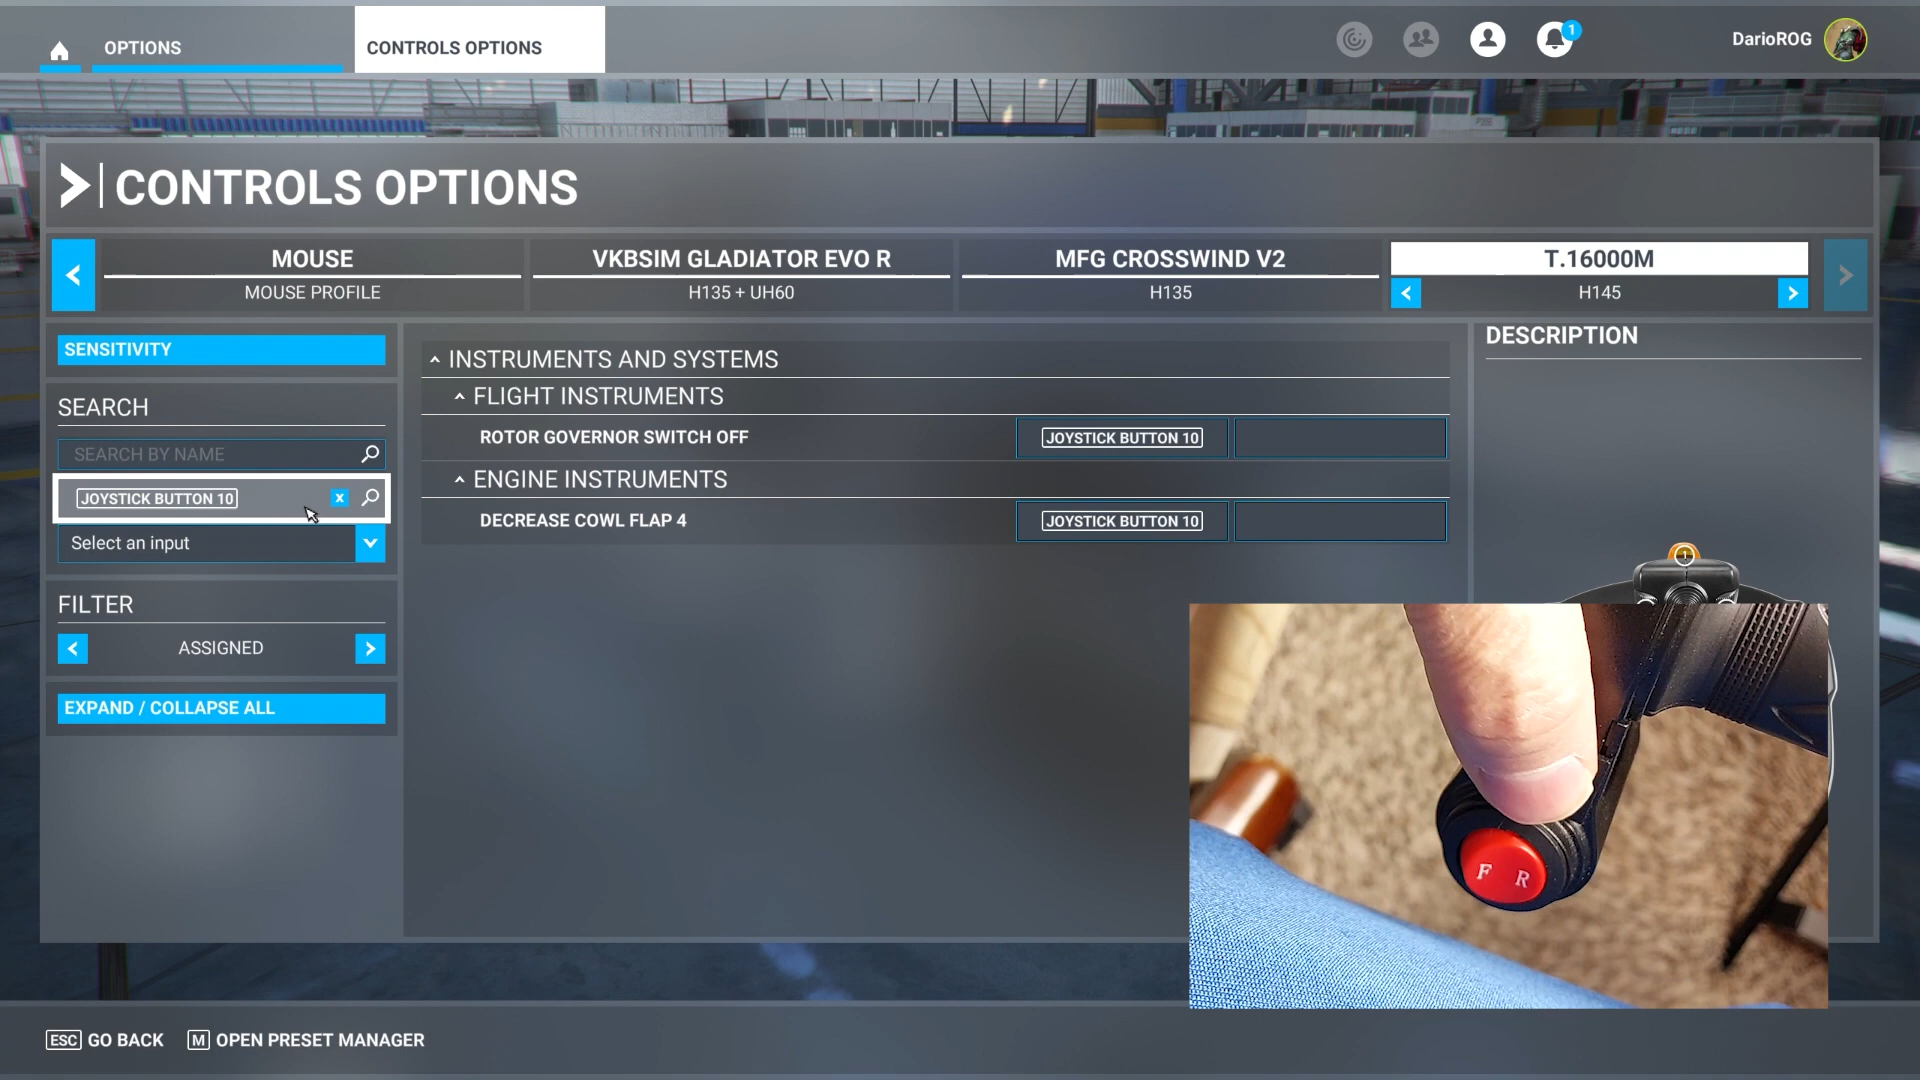 OPTIONS
CONTROLS OPTIONS
1
DarioROG
CONTROLS OPTIONS
MOUSE
MOUSE PROFILE
VKBSIM GLADIATOR EVO R
H135 + UH60
MFG CROSSWIND V2
H135
T.16000M
H145
SENSITIVITY
SEARCH
SEARCH BY NAME
JOYSTICK BUTTON 10
x
Select an input
FILTER
ASSIGNED
EXPAND / COLLAPSE ALL
INSTRUMENTS AND SYSTEMS
FLIGHT INSTRUMENTS
ROTOR GOVERNOR SWITCH OFF
JOYSTICK BUTTON 10
ENGINE INSTRUMENTS
DECREASE COWL FLAP 4
JOYSTICK BUTTON 10
DESCRIPTION
1
F R
ESC GO BACK
M OPEN PRESET MANAGER